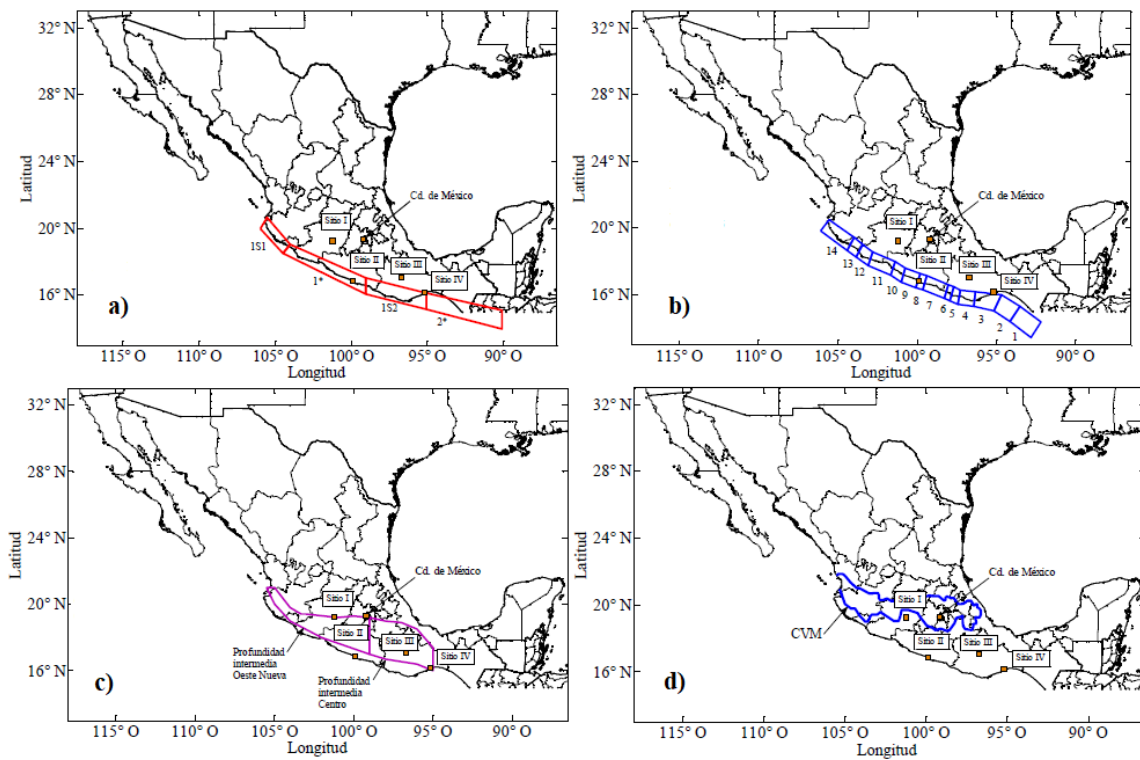 32° N
28° N
24° N
20° N
16° N
Latitud
Cd. de México
Sitio I
Sitio II
Sitio III
Sitio IV
1S1
1*
1S2
2*
a)
115° O
110° O
105° O
100° O
95° O
90° O
Longitud
32° N
28° N
24° N
20° N
16° N
Latitud
Cd. de México
Sitio I
Sitio II
Sitio III
Sitio IV
14
13
12
11
10
9
8
7
6
5
4
3
2
1
b)
115° O
110° O
105° O
100° O
95° O
90° O
Longitud
32° N
28° N
24° N
20° N
16° N
Latitud
Cd. de México
Sitio I
Sitio II
Sitio III
Sitio IV
Profundidad
intermedia
Oeste Nueva
Profundidad
intermedia
Centro
c)
115° O
110° O
105° O
100° O
95° O
90° O
Longitud
32° N
28° N
24° N
20° N
16° N
Latitud
Cd. de México
Sitio I
Sitio II
Sitio III
Sitio IV
CVM
d)
115° O
110° O
105° O
100° O
95° O
90° O
Longitud